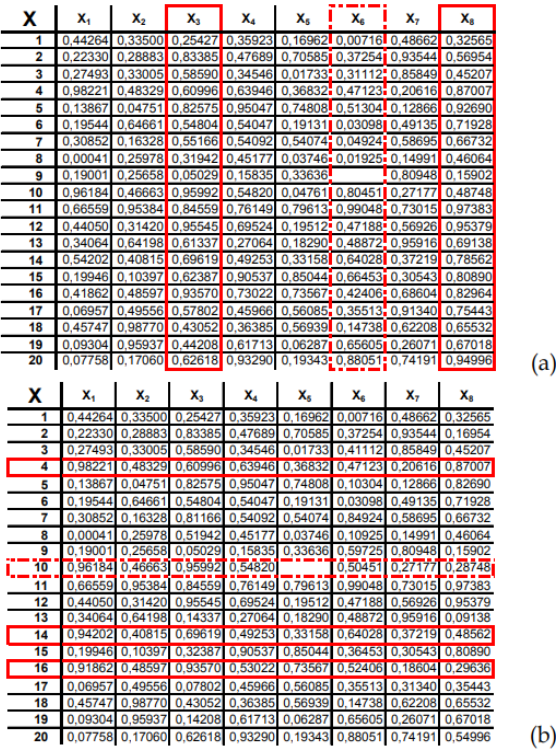 X X₁ X₂ X₃ X₄ X₅ X₆ X₇ X₈
1 0,44264 0,33500 0,25427 0,35923 0,16962 0,00716 0,48662 0,32565
2 0,22330 0,28883 0,83385 0,47689 0,70585 0,37254 0,93544 0,56954
3 0,27493 0,33005 0,58590 0,34546 0,01733 0,31112 0,85849 0,45207
4 0,98221 0,48329 0,60996 0,63946 0,36832 0,47123 0,20616 0,87007
5 0,13867 0,04751 0,82575 0,95047 0,74808 0,51304 0,12866 0,92690
6 0,19544 0,64661 0,54804 0,54047 0,19131 0,03098 0,49135 0,71928
7 0,30852 0,16328 0,55166 0,54092 0,54074 0,04924 0,58695 0,66732
8 0,00041 0,25978 0,31942 0,45177 0,03746 0,01925 0,14991 0,46064
9 0,19001 0,25658 0,05029 0,15835 0,33636 0,80948 0,15902
10 0,96184 0,46663 0,95992 0,54820 0,04761 0,80451 0,27177 0,48748
11 0,66559 0,95384 0,84559 0,76149 0,79613 0,99048 0,73015 0,97383
12 0,44050 0,31420 0,95545 0,69524 0,19512 0,47188 0,56926 0,95379
13 0,34064 0,64198 0,61337 0,27064 0,18290 0,48872 0,95916 0,69138
14 0,54202 0,40815 0,69619 0,49253 0,33158 0,64028 0,37219 0,78562
15 0,19946 0,10397 0,62387 0,90537 0,85044 0,66453 0,30543 0,80890
16 0,41862 0,48597 0,93570 0,73022 0,73567 0,42406 0,68604 0,82964
17 0,06957 0,49556 0,57802 0,45966 0,56085 0,35513 0,91340 0,75443
18 0,45747 0,98770 0,43052 0,36385 0,56939 0,14738 0,62208 0,65532
19 0,09304 0,95937 0,44208 0,61713 0,06287 0,65605 0,26071 0,67018
20 0,07758 0,17060 0,62618 0,93290 0,19343 0,88051 0,74191 0,94996
(a)
X X₁ X₂ X₃ X₄ X₅ X₆ X₇ X₈
1 0,44264 0,33500 0,25427 0,35923 0,16962 0,00716 0,48662 0,32565
2 0,22330 0,28883 0,83385 0,47689 0,70585 0,37254 0,93544 0,16954
3 0,27493 0,33005 0,58590 0,34546 0,01733 0,41112 0,85849 0,45207
4 0,98221 0,48329 0,60996 0,63946 0,36832 0,47123 0,20616 0,87007
5 0,13867 0,04751 0,82575 0,95047 0,74808 0,10304 0,12866 0,82690
6 0,19544 0,64661 0,54804 0,54047 0,19131 0,03098 0,49135 0,71928
7 0,30852 0,16328 0,81166 0,54092 0,54074 0,84924 0,58695 0,66732
8 0,00041 0,25978 0,51942 0,45177 0,03746 0,10925 0,14991 0,46064
9 0,19001 0,25658 0,05029 0,15835 0,33636 0,59725 0,80948 0,15902
10 0,96184 0,46663 0,95992 0,54820 0,50451 0,27177 0,28748
11 0,66559 0,95384 0,84559 0,76149 0,79613 0,99048 0,73015 0,97383
12 0,44050 0,31420 0,95545 0,69524 0,19512 0,47188 0,56926 0,95379
13 0,34064 0,64198 0,14337 0,27064 0,18290 0,48872 0,95916 0,09138
14 0,94202 0,40815 0,69619 0,49253 0,33158 0,64028 0,37219 0,48562
15 0,19946 0,10397 0,32387 0,90537 0,85044 0,36453 0,30543 0,80890
16 0,91862 0,48597 0,93570 0,53022 0,73567 0,52406 0,18604 0,29636
17 0,06957 0,49556 0,07802 0,45966 0,56085 0,35513 0,31340 0,35443
18 0,45747 0,98770 0,43052 0,36385 0,56939 0,14738 0,62208 0,65532
19 0,09304 0,95937 0,14208 0,61713 0,06287 0,65605 0,26071 0,67018
20 0,07758 0,17060 0,62618 0,93290 0,19343 0,88051 0,74191 0,54996
(b)